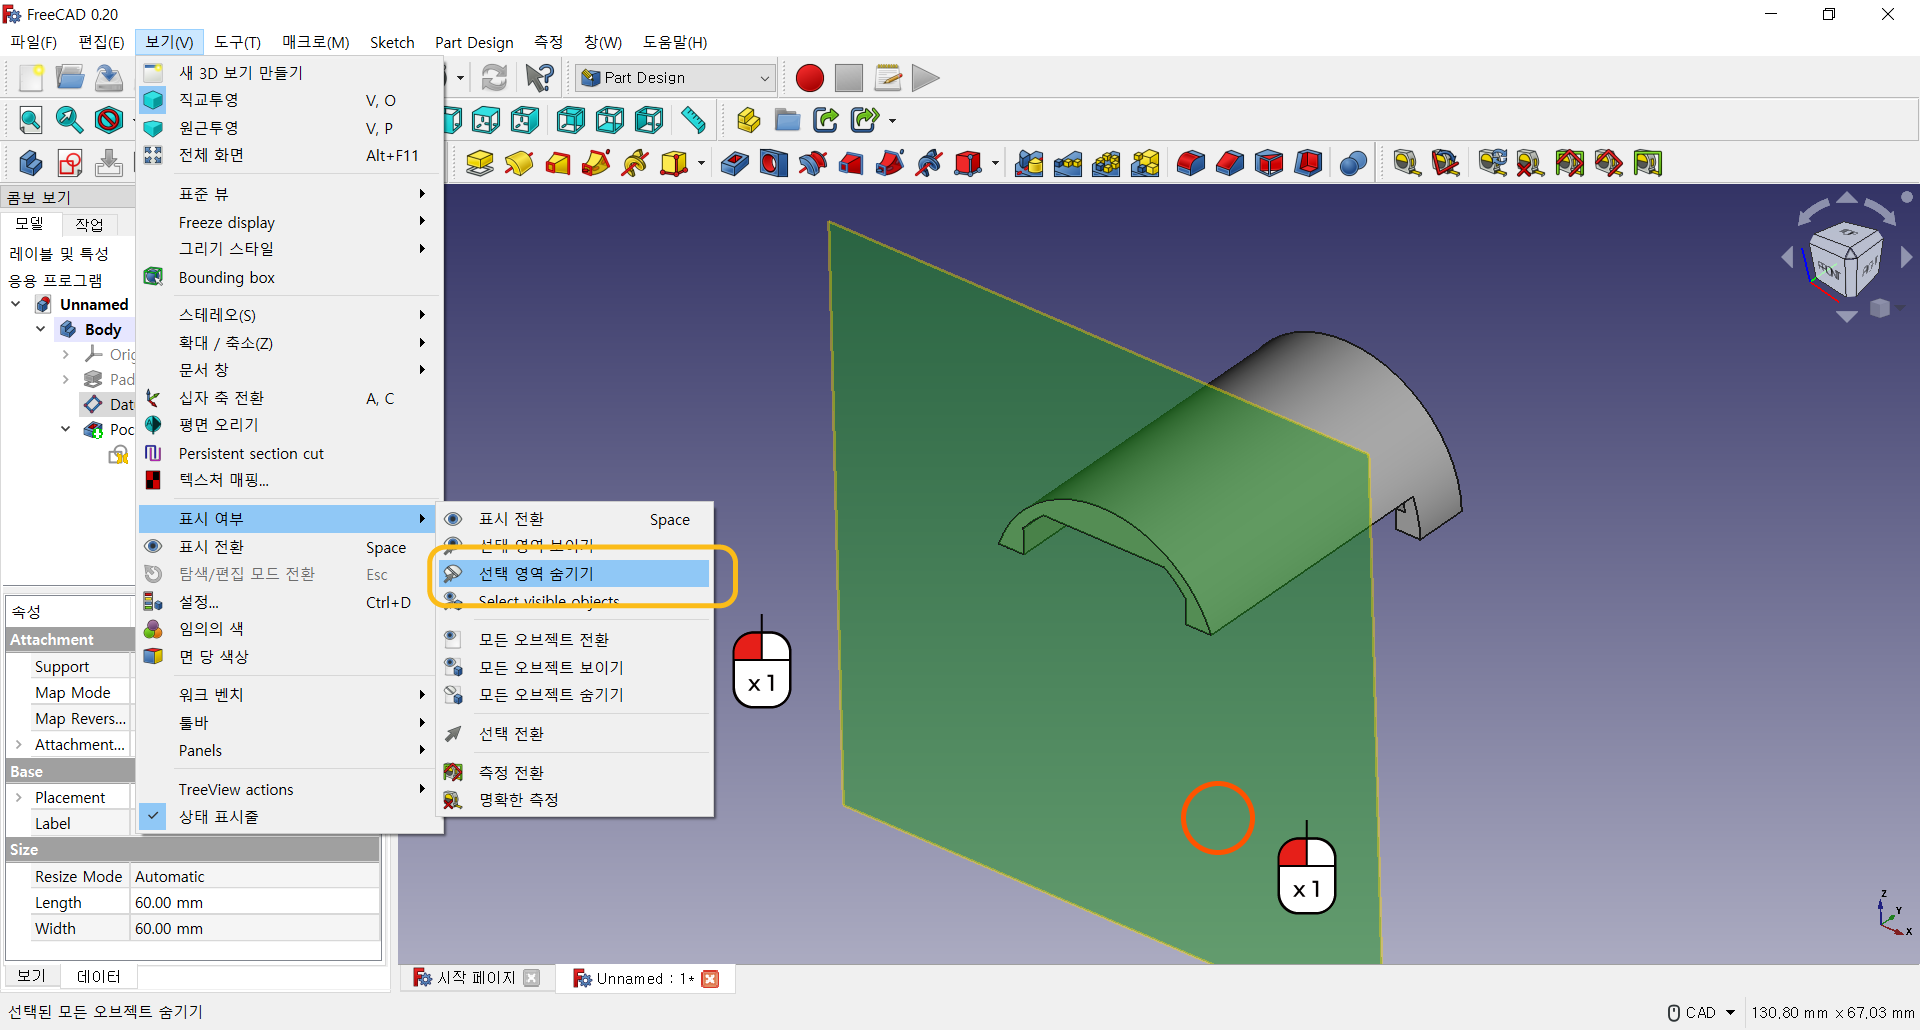 FreeCAD 0.20
파일(F) 편집(E) 보기(V) 도구(T) 매크로(M) Sketch Part Design 측정 창(W) 도움말(H)
Part Design
새 3D 보기 만들기
직교투영 V, O
원근투영 V, P
전체 화면 Alt+F11
표준 뷰
Freeze display
그리기 스타일
Bounding box
스테레오(S)
확대 / 축소(Z)
문서 창
십자 축 전환 A, C
평면 오리기
Persistent section cut
텍스처 매핑...
표시 여부
표시 전환 Space
탐색/편집 모드 전환 Esc
설정... Ctrl+D
임의의 색
면 당 색상
워크 벤치
툴바
Panels
TreeView actions
상태 표시줄
표시 전환 Space
선택 영역 보이기
선택 영역 숨기기
Select visible objects
모든 오브젝트 전환
모든 오브젝트 보이기
모든 오브젝트 숨기기
선택 전환
측정 전환
명확한 측정
콤보 보기
모델 작업
레이블 및 특성
응용 프로그램
Unnamed
Body
Orig
Pad
Dat
Poc
속성
Attachment
Support
Map Mode
Map Revers...
Attachment...
Base
Placement
Label
Size
Resize Mode Automatic
Length 60.00 mm
Width 60.00 mm
보기 데이터
TOP
FRONT
RIGHT
x 1
x 1
Z
Y
X
시작 페이지 Unnamed : 1*
선택된 모든 오브젝트 숨기기
CAD 130.80 mm x 67.03 mm